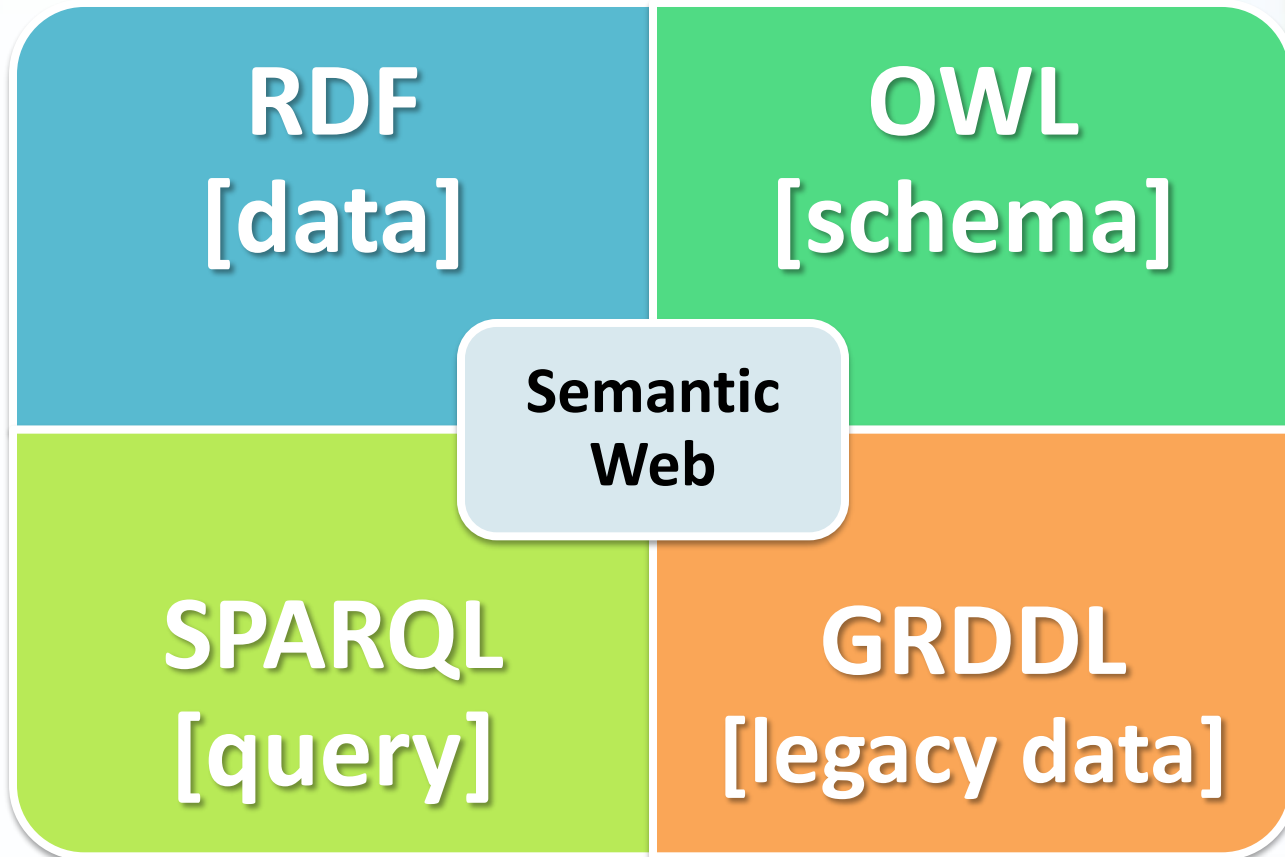 RDF
[data]
OWL
[schema]
Semantic
Web
SPARQL
[query]
GRDDL
[legacy data]